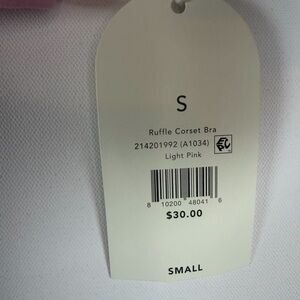 S
Ruffle Corset Bra
214201992 (A1034)
Light Pink
8 10200 48041 6
$30.00
SMALL